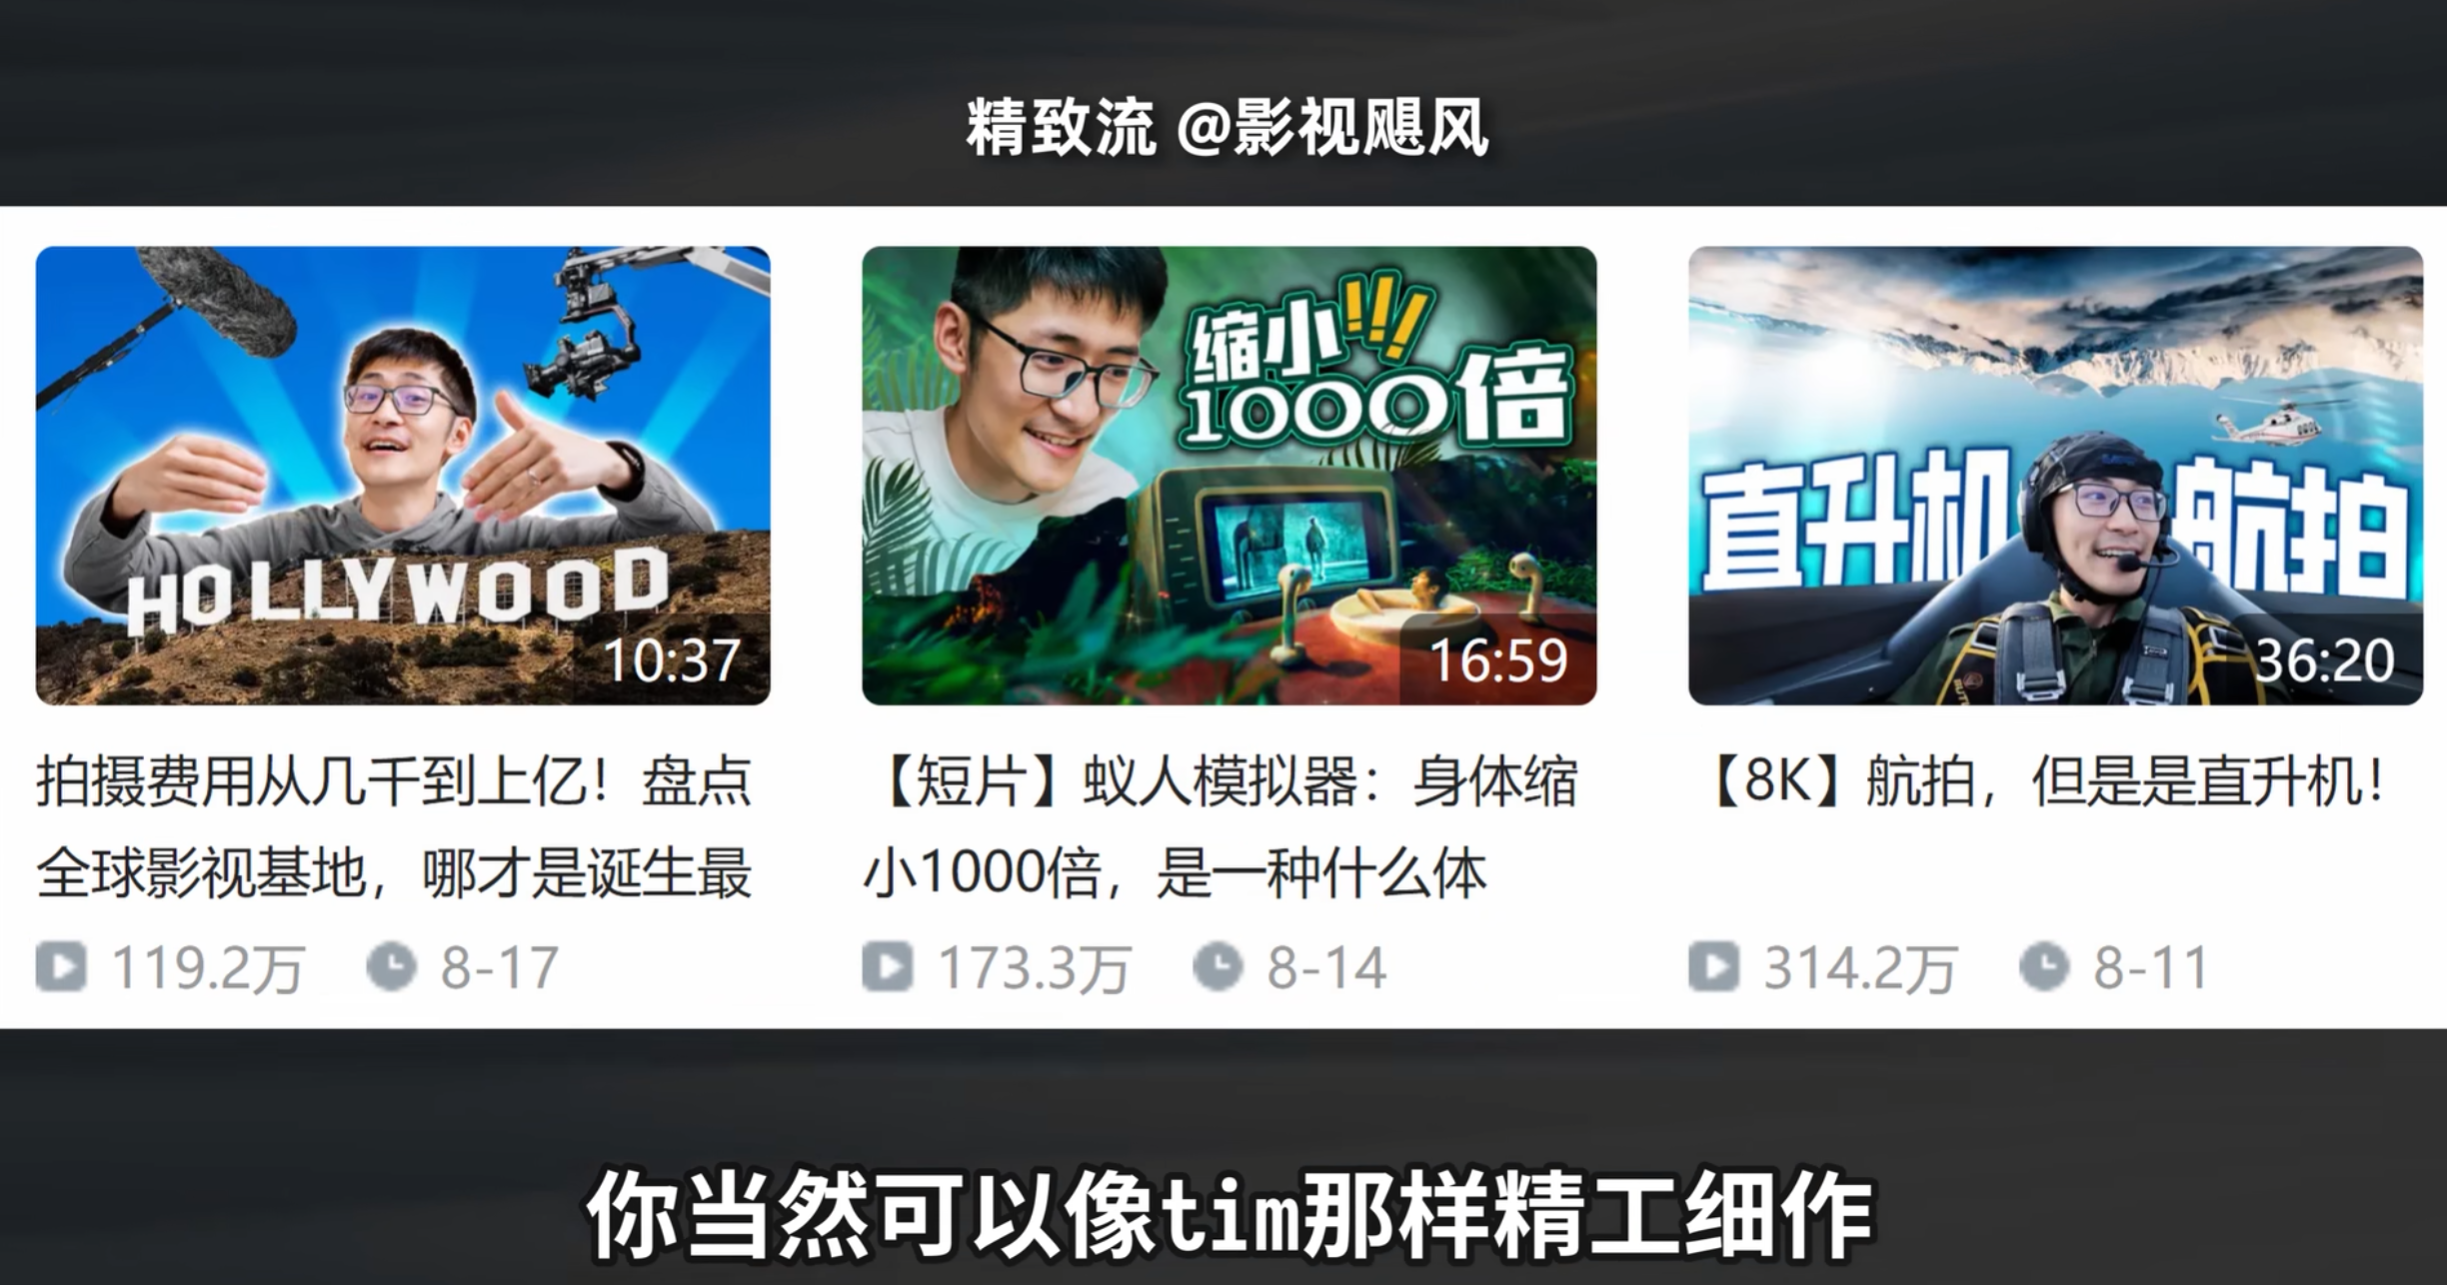 精致流 @影视飓风
HOLLYWOOD
10:37
缩小!!!
1000倍
16:59
直升机航拍
36:20
拍摄费用从几千到上亿！盘点
全球影视基地，哪才是诞生最
119.2万 8-17
【短片】蚁人模拟器：身体缩
小1000倍，是一种什么体
173.3万 8-14
【8K】航拍，但是是直升机！
314.2万 8-11
你当然可以像tim那样精工细作